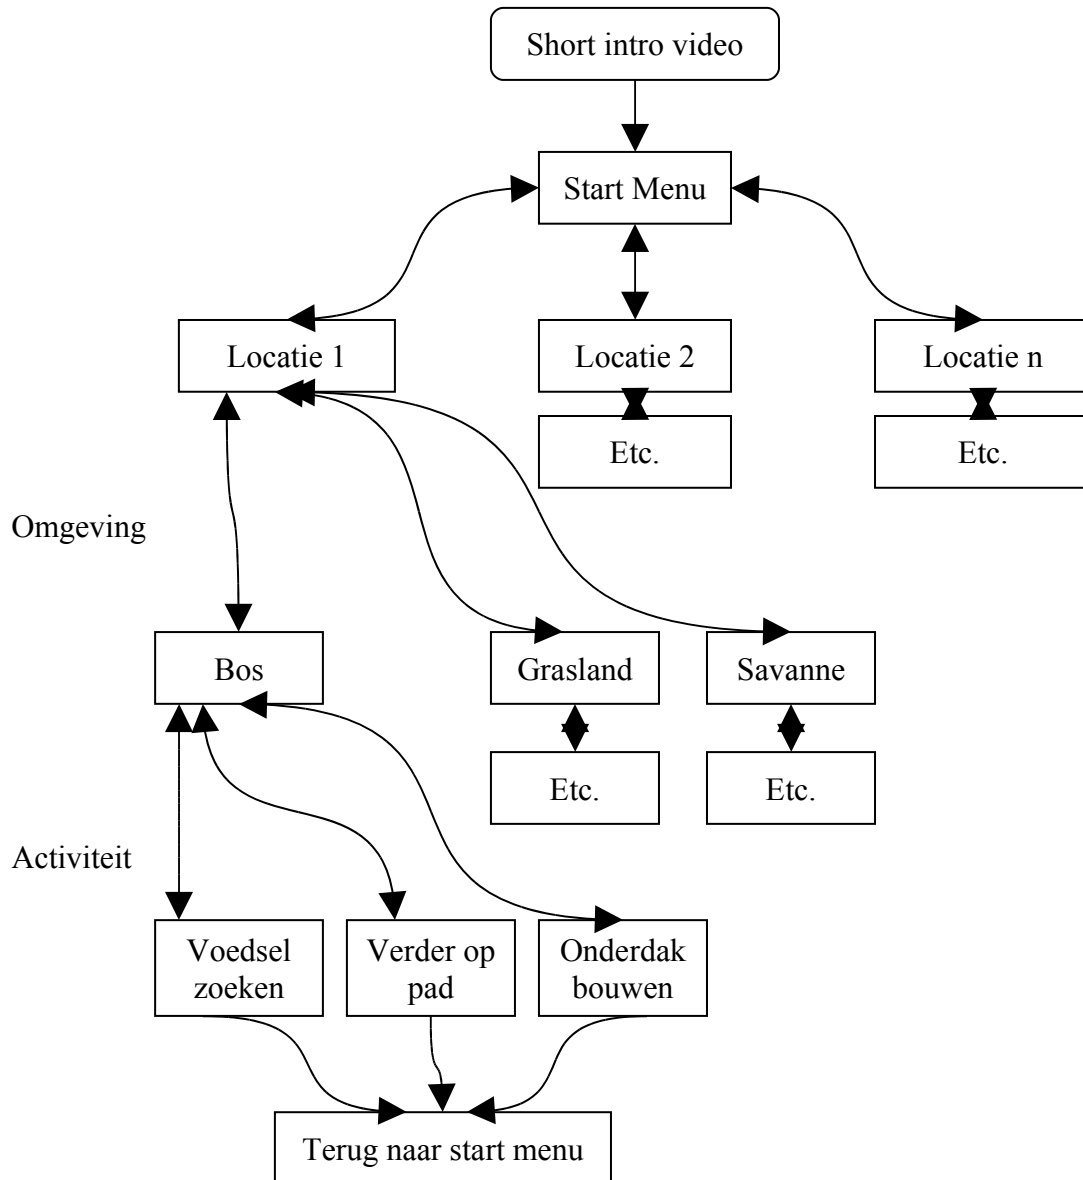 Short intro video
Start Menu
Locatie 1
Locatie 2
Locatie n
Etc.
Etc.
Omgeving
Bos
Grasland
Savanne
Etc.
Etc.
Activiteit
Voedsel
zoeken
Verder op
pad
Onderdak
bouwen
Terug naar start menu